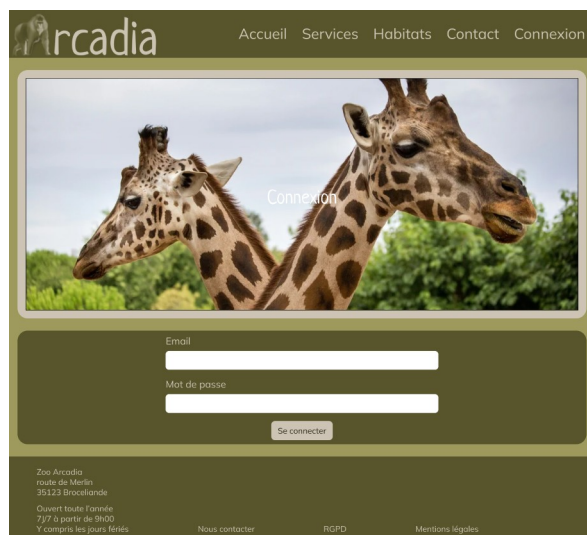 Arcadia
Accueil Services Habitats Contact Connexion
Connexion
Email
Mot de passe
Se connecter
Zoo Arcadia
route de Merlin
35123 Broceliande
Ouvert toute l'année
7J/7 à partir de 9h00
Y compris les jours fériés
Nous contacter RGPD Mentions légales